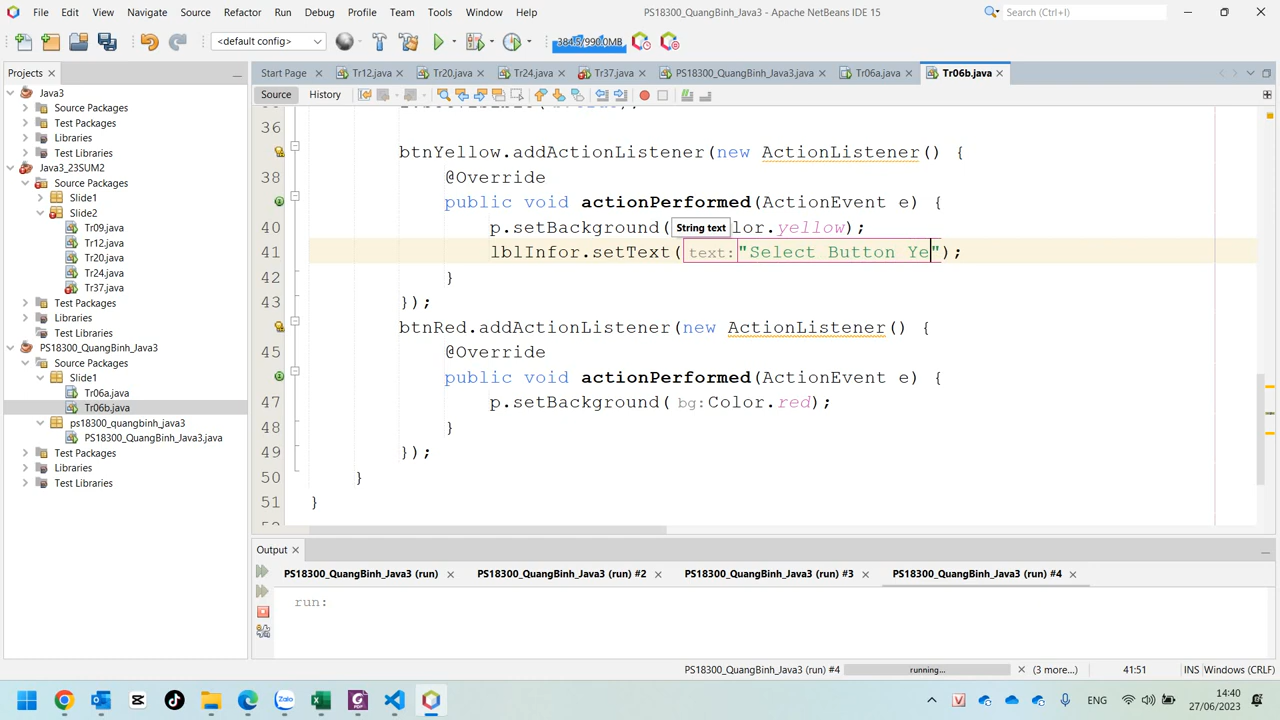 File Edit View Navigate Source Refactor Run Debug Profile Team Tools Window Help
PS18300_QuangBinh_Java3 - Apache NetBeans IDE 15
Search (Ctrl+I)
<default config>
384.5/990.0MB
Projects
Start Page
Tr12.java
Tr20.java
Tr24.java
Tr37.java
PS18300_QuangBinh_Java3.java
Tr06a.java
Tr06b.java
Source History
Java3
Source Packages
Test Packages
Libraries
Test Libraries
Java3_23SUM2
Source Packages
Slide1
Slide2
Tr09.java
Tr12.java
Tr20.java
Tr24.java
Tr37.java
Test Packages
Libraries
Test Libraries
PS18300_QuangBinh_Java3
Source Packages
Slide1
Tr06a.java
Tr06b.java
ps18300_quangbinh_java3
PS18300_QuangBinh_Java3.java
Test Packages
Libraries
Test Libraries
36
btnYellow.addActionListener(new ActionListener() {
38 @Override
public void actionPerformed(ActionEvent e) {
40 p.setBackground( String text lor.yellow);
41 lblInfor.setText( text: "Select Button Ye");
42 }
43 });
btnRed.addActionListener(new ActionListener() {
45 @Override
public void actionPerformed(ActionEvent e) {
47 p.setBackground( bg: Color.red);
48 }
49 });
50 }
51 }
Output
PS18300_QuangBinh_Java3 (run)
PS18300_QuangBinh_Java3 (run) #2
PS18300_QuangBinh_Java3 (run) #3
PS18300_QuangBinh_Java3 (run) #4
run:
PS18300_QuangBinh_Java3 (run) #4 running... (3 more...) 41:51 INS Windows (CRLF)
Zalo
ENG
14:40
27/06/2023